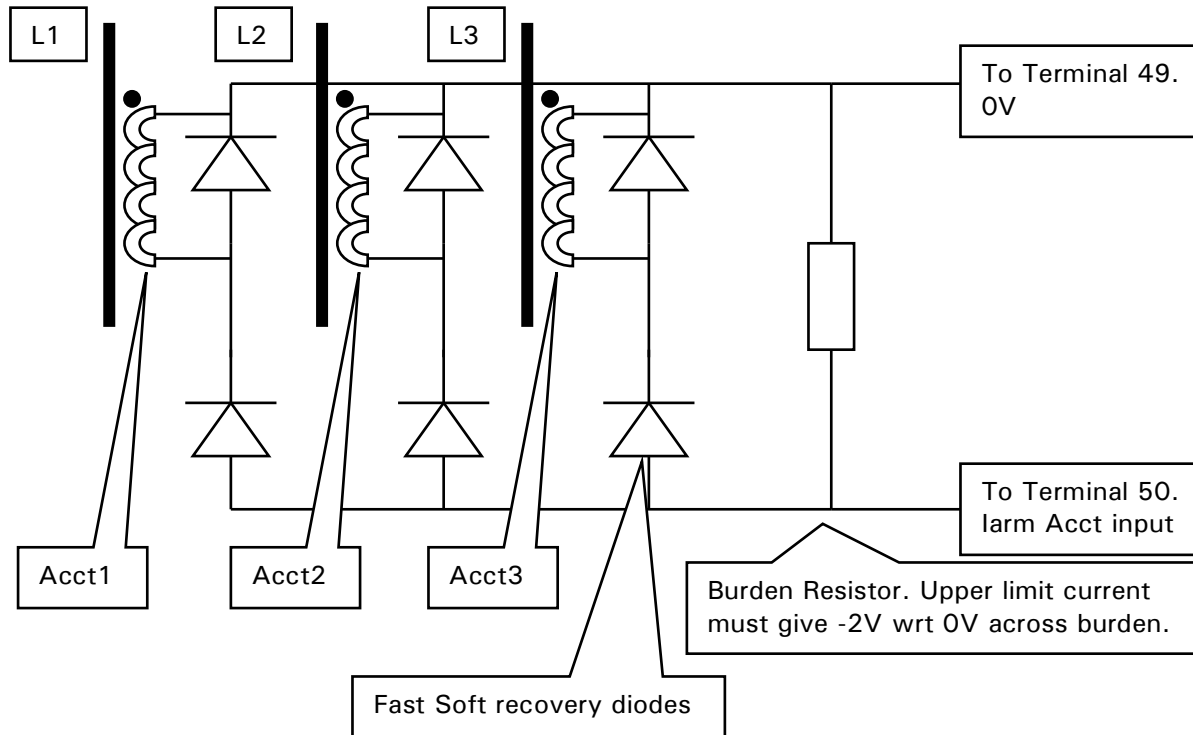 L1
L2
L3
To Terminal 49.
0V
To Terminal 50.
Iarm Acct input
Acct1
Acct2
Acct3
Burden Resistor. Upper limit current
must give -2V wrt 0V across burden.
Fast Soft recovery diodes